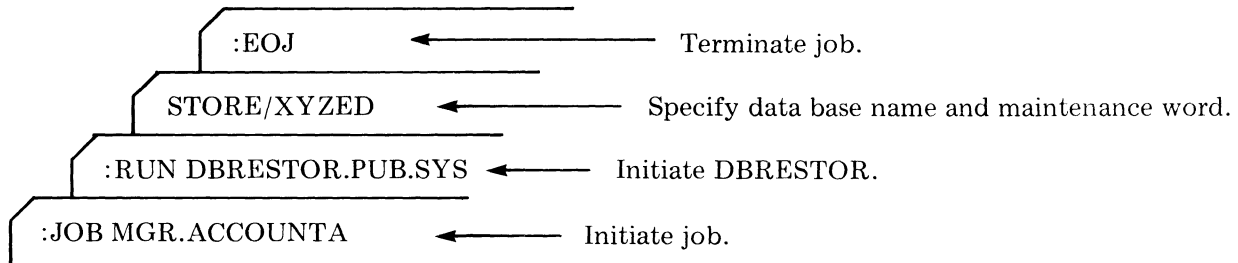 :EOJ Terminate job.
STORE/XYZED Specify data base name and maintenance word.
:RUN DBRESTOR.PUB.SYS Initiate DBRESTOR.
:JOB MGR.ACCOUNTA Initiate job.